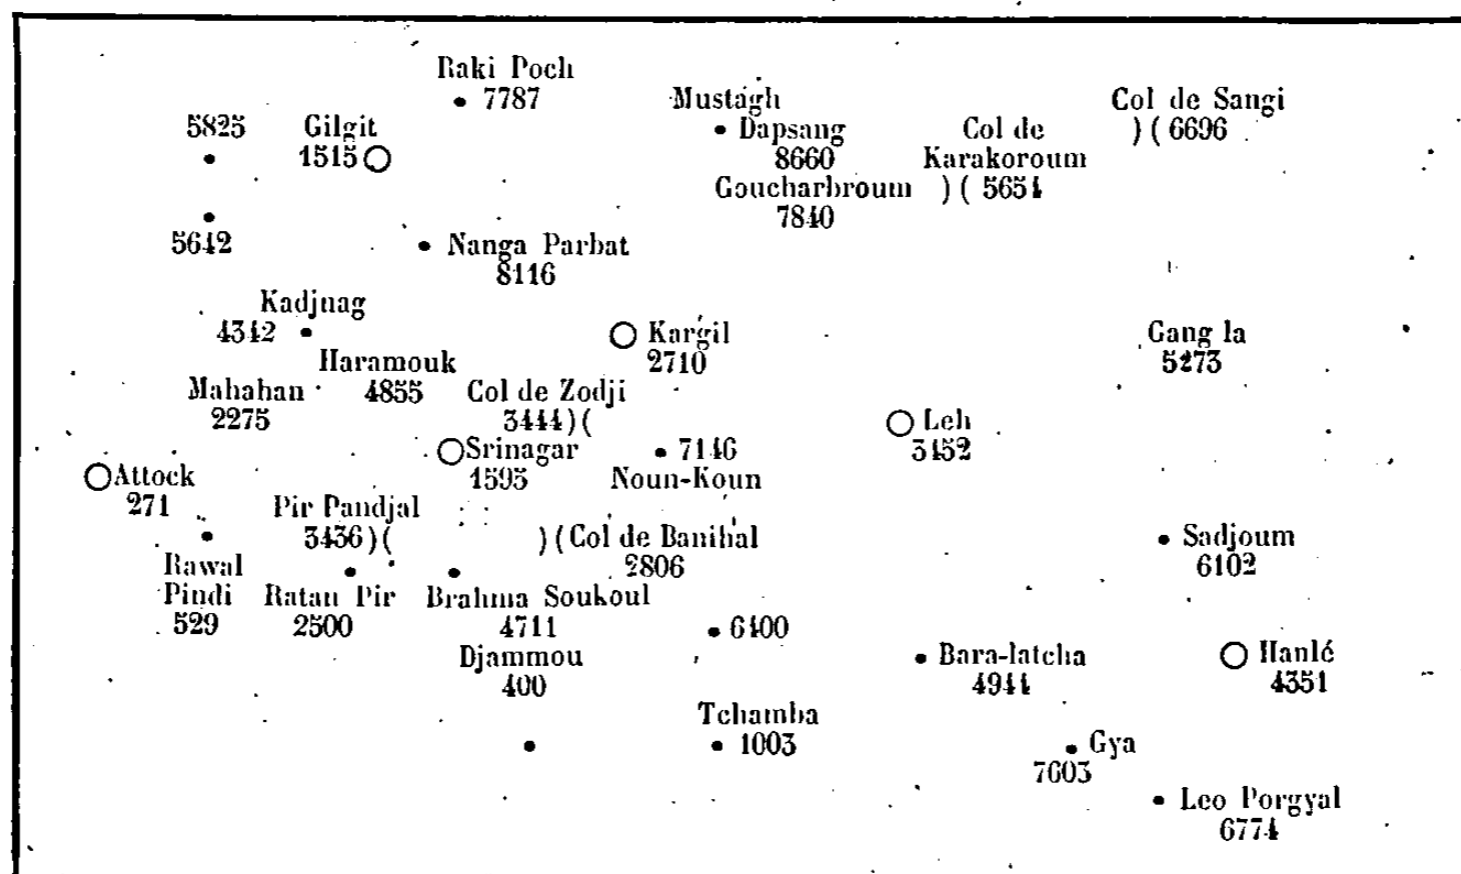 Raki Poch
7787
Mustagh
Dapsang
8660
Col de Sangi
)( 6696
5825
Gilgit
1515
Col de
Karakoroum
)( 5654
Goucharbroum
7840
5642
Nanga Parbat
8116
Kadjnag
4342
Kargil
2710
Gang la
5273
Haramouk
4855
Mahaban
2275
Col de Zodji
3444)(
Leh
3452
Srinagar
1595
7146
Noun-Koun
Attock
271
Pir Pandjal
3436)(
)(Col de Banihal
2806
Sadjoum
6102
Rawal
Pindi
529
Ratan Pir
2500
Brahma Soukoul
4711
6400
Djammou
400
Bara-latcha
4944
Hanlé
4351
Tchamba
1003
Gya
7603
Leo Porgyal
6774